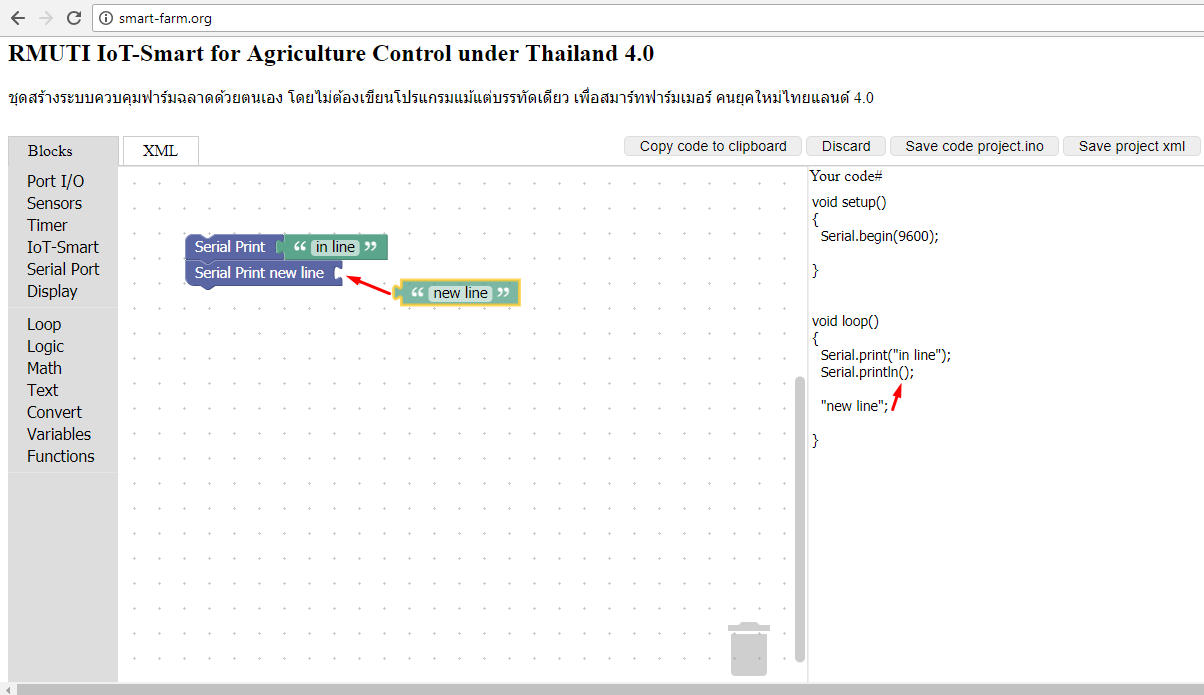 smart-farm.org
RMUTI IoT-Smart for Agriculture Control under Thailand 4.0
ชุดสร้างระบบควบคุมฟาร์มฉลาดด้วยตนเอง โดยไม่ต้องเขียนโปรแกรมแม้แต่บรรทัดเดียว เพื่อสมาร์ทฟาร์มเมอร์ คนยุคใหม่ไทยแลนด์ 4.0
Blocks XML Copy code to clipboard Discard Save code project.ino Save project xml
Port I/O
Sensors
Timer
IoT-Smart
Serial Port
Display
Loop
Logic
Math
Text
Convert
Variables
Functions
Serial Print “ in line ”
Serial Print new line
“ new line ”
Your code#
void setup()
{
Serial.begin(9600);
}
void loop()
{
Serial.print("in line");
Serial.println();
"new line";
}